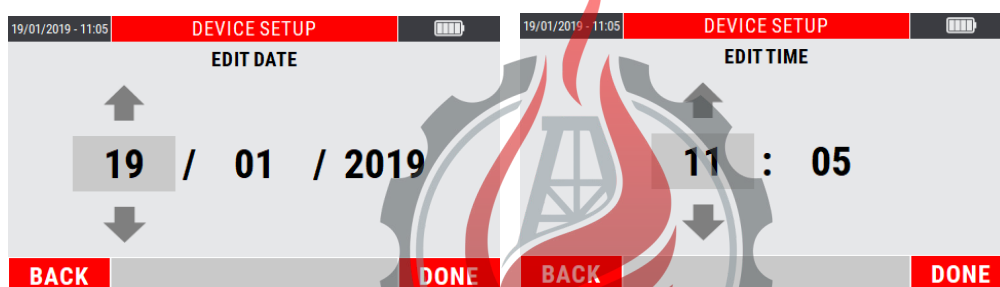 19/01/2019 - 11:05 DEVICE SETUP
EDIT DATE
19 / 01 / 2019
BACK DONE
19/01/2019 - 11:05 DEVICE SETUP
EDIT TIME
11 : 05
BACK DONE